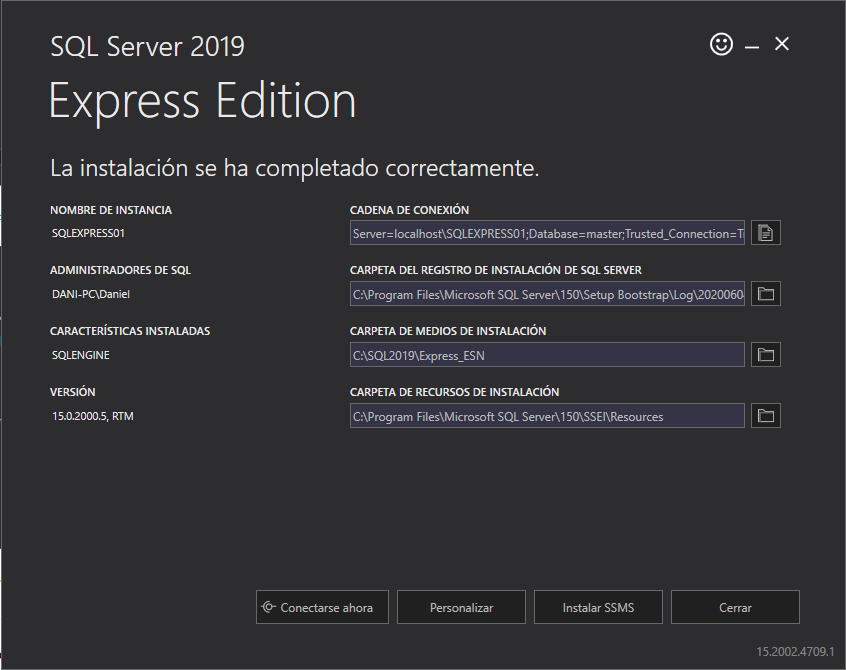 SQL Server 2019
Express Edition
La instalación se ha completado correctamente.
NOMBRE DE INSTANCIA
SQLEXPRESS01
CADENA DE CONEXIÓN
Server=localhost\SQLEXPRESS01;Database=master;Trusted_Connection=T
ADMINISTRADORES DE SQL
DANI-PC\Daniel
CARPETA DEL REGISTRO DE INSTALACIÓN DE SQL SERVER
C:\Program Files\Microsoft SQL Server\150\Setup Bootstrap\Log\2020060
CARACTERÍSTICAS INSTALADAS
SQLENGINE
CARPETA DE MEDIOS DE INSTALACIÓN
C:\SQL2019\Express_ESN
VERSIÓN
15.0.2000.5, RTM
CARPETA DE RECURSOS DE INSTALACIÓN
C:\Program Files\Microsoft SQL Server\150\SSEI\Resources
Conectarse ahora
Personalizar
Instalar SSMS
Cerrar
15.2002.4709.1